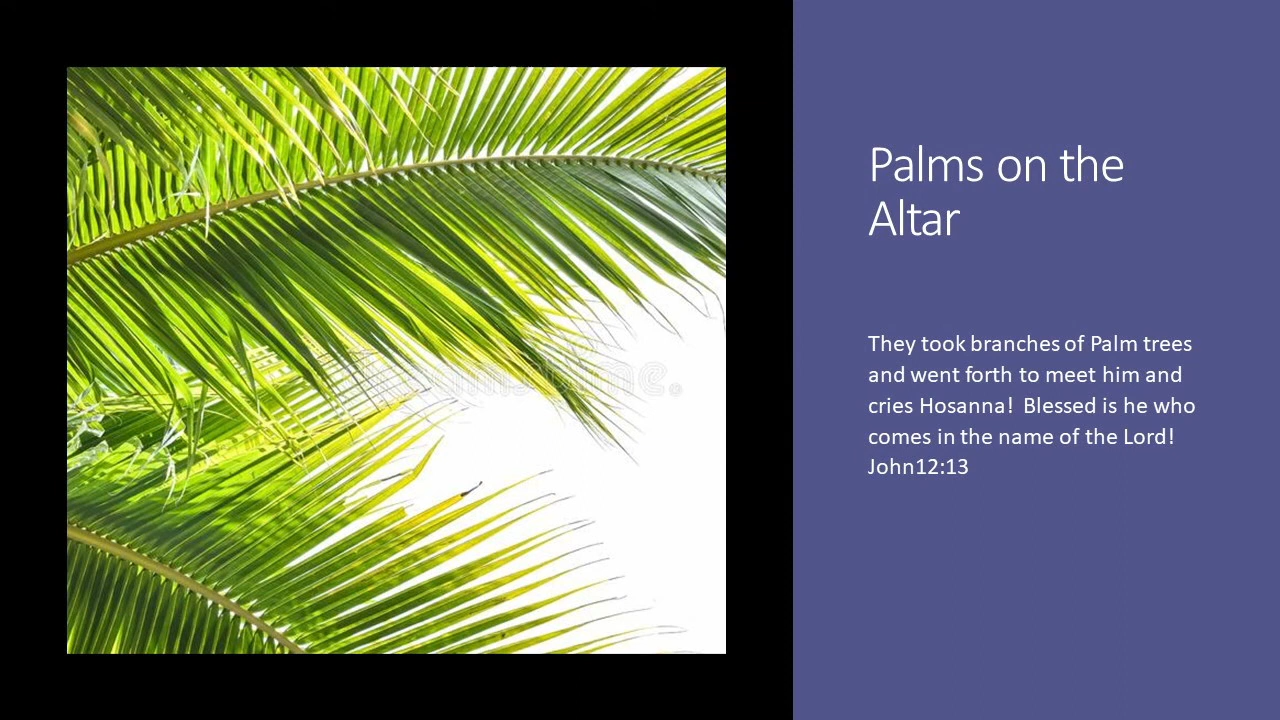 Palms on the
Altar
They took branches of Palm trees
and went forth to meet him and
cries Hosanna!  Blessed is he who
comes in the name of the Lord!
John12:13